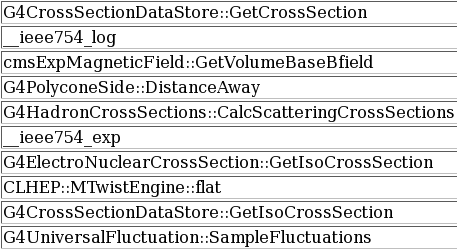 G4CrossSectionDataStore::GetCrossSection
__ieee754_log
cmsExpMagneticField::GetVolumeBaseBfield
G4PolyconeSide::DistanceAway
G4HadronCrossSections::CalcScatteringCrossSections
__ieee754_exp
G4ElectroNuclearCrossSection::GetIsoCrossSection
CLHEP::MTwistEngine::flat
G4CrossSectionDataStore::GetIsoCrossSection
G4UniversalFluctuation::SampleFluctuations